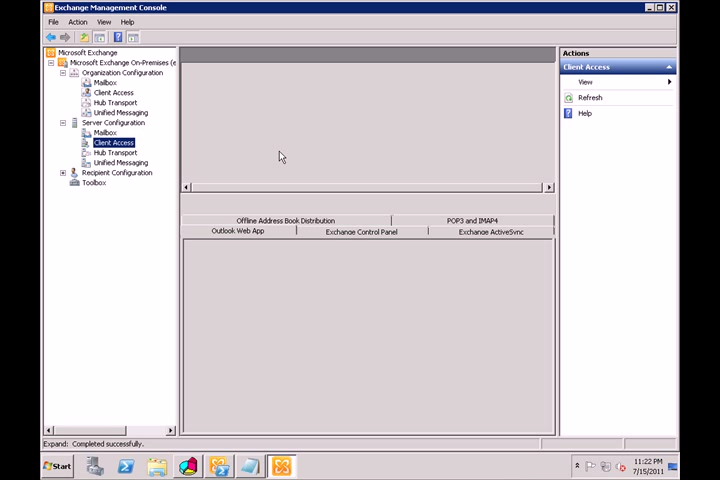 Exchange Management Console
File Action View Help
Microsoft Exchange
Microsoft Exchange On-Premises (e
Organization Configuration
Mailbox
Client Access
Hub Transport
Unified Messaging
Server Configuration
Mailbox
Client Access
Hub Transport
Unified Messaging
Recipient Configuration
Toolbox
Offline Address Book Distribution POP3 and IMAP4
Outlook Web App Exchange Control Panel Exchange ActiveSync
Actions
Client Access
View
Refresh
Help
Expand: Completed successfully.
Start
11:22 PM
7/15/2011